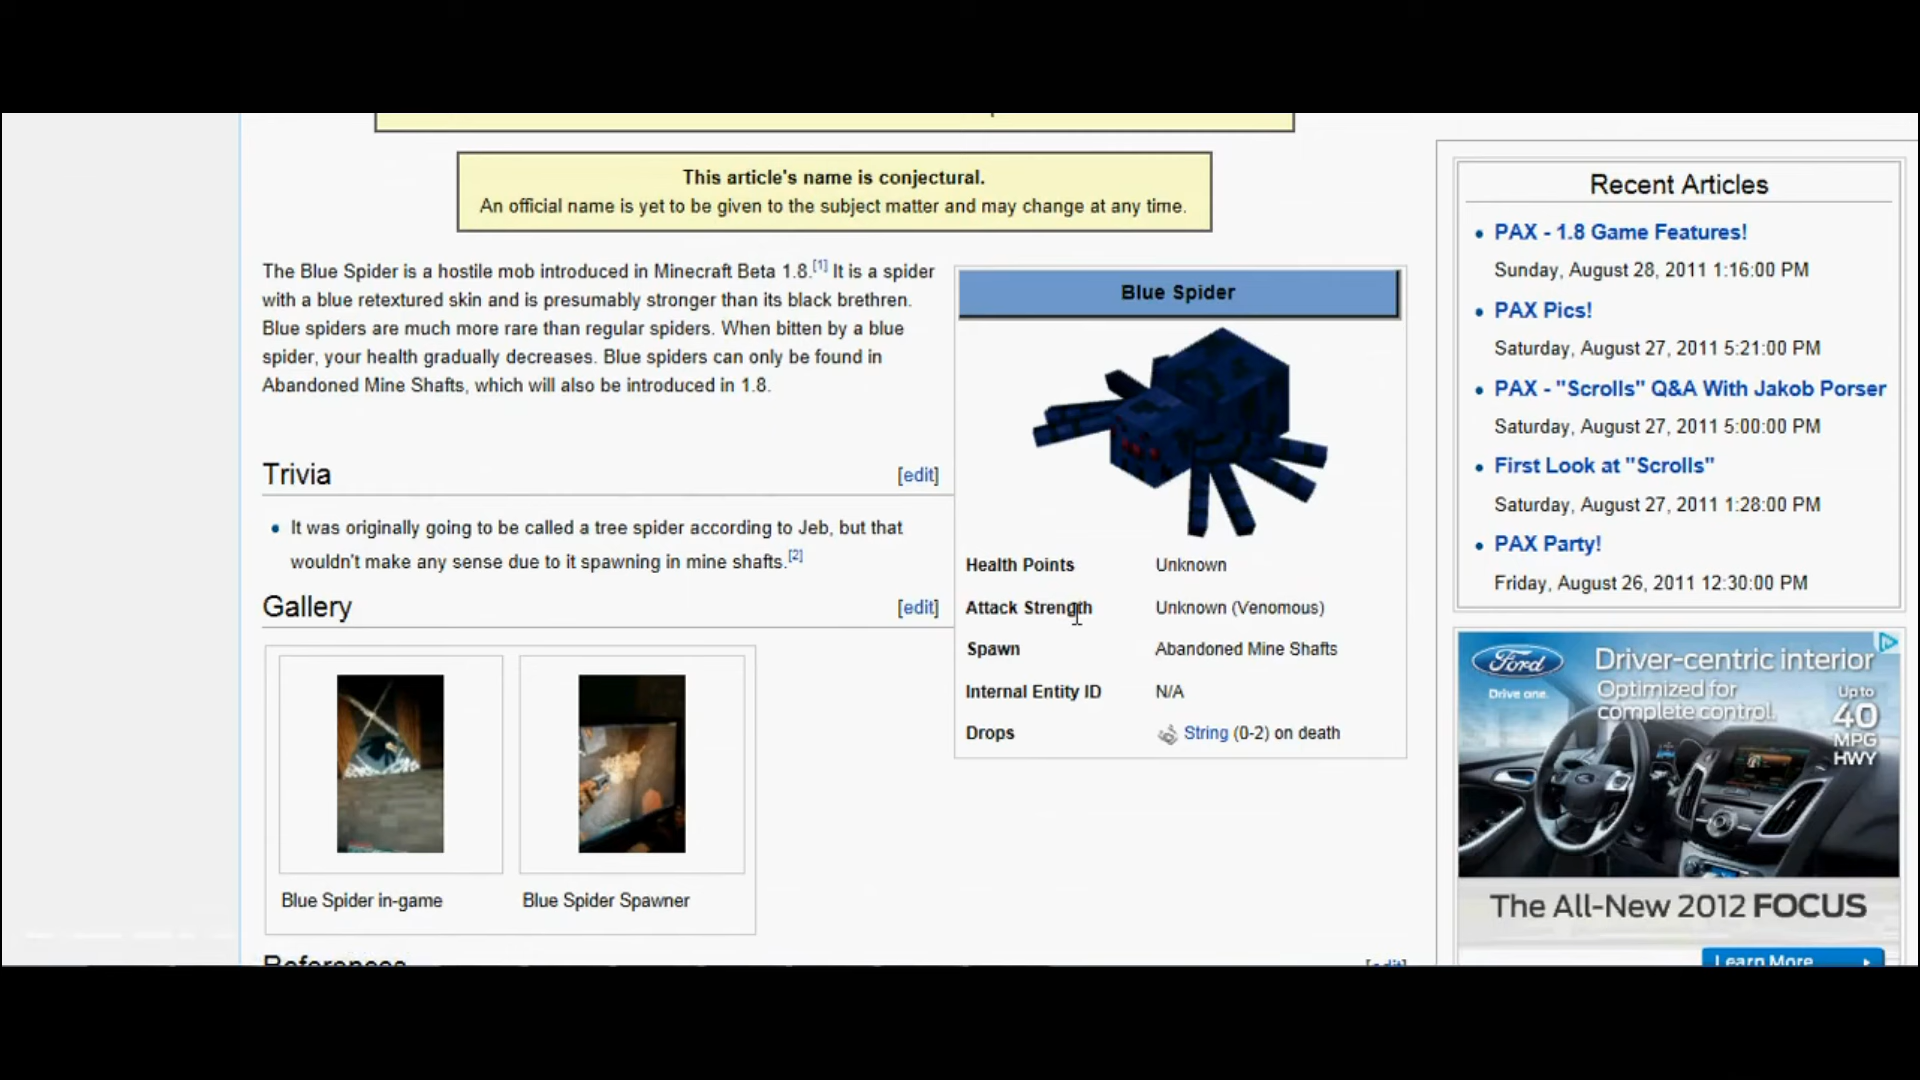 This article's name is conjectural.
An official name is yet to be given to the subject matter and may change at any time.
The Blue Spider is a hostile mob introduced in Minecraft Beta 1.8.[1] It is a spider
with a blue retextured skin and is presumably stronger than its black brethren.
Blue spiders are much more rare than regular spiders. When bitten by a blue
spider, your health gradually decreases. Blue spiders can only be found in
Abandoned Mine Shafts, which will also be introduced in 1.8.
Trivia
[edit]
It was originally going to be called a tree spider according to Jeb, but that
wouldn't make any sense due to it spawning in mine shafts.[2]
Gallery
[edit]
Blue Spider in-game
Blue Spider Spawner
References
[edit]
Blue Spider
Health Points Unknown
Attack Strength Unknown (Venomous)
Spawn Abandoned Mine Shafts
Internal Entity ID N/A
Drops String (0-2) on death
Recent Articles
PAX - 1.8 Game Features!
Sunday, August 28, 2011 1:16:00 PM
PAX Pics!
Saturday, August 27, 2011 5:21:00 PM
PAX - "Scrolls" Q&A With Jakob Porser
Saturday, August 27, 2011 5:00:00 PM
First Look at "Scrolls"
Saturday, August 27, 2011 1:28:00 PM
PAX Party!
Friday, August 26, 2011 12:30:00 PM
Ford
Drive one.
Driver-centric interior
Optimized for
complete control.
Up to
40
MPG
HWY
The All-New 2012 FOCUS
Learn More